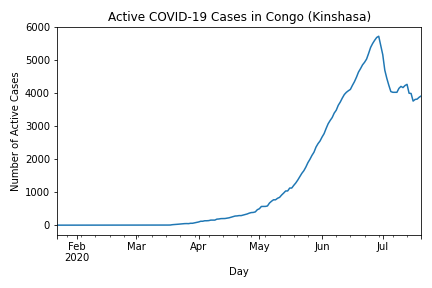 Active COVID-19 Cases in Congo (Kinshasa)
Number of Active Cases
6000
5000
4000
3000
2000
1000
0
Feb Mar Apr May Jun Jul
2020
Day